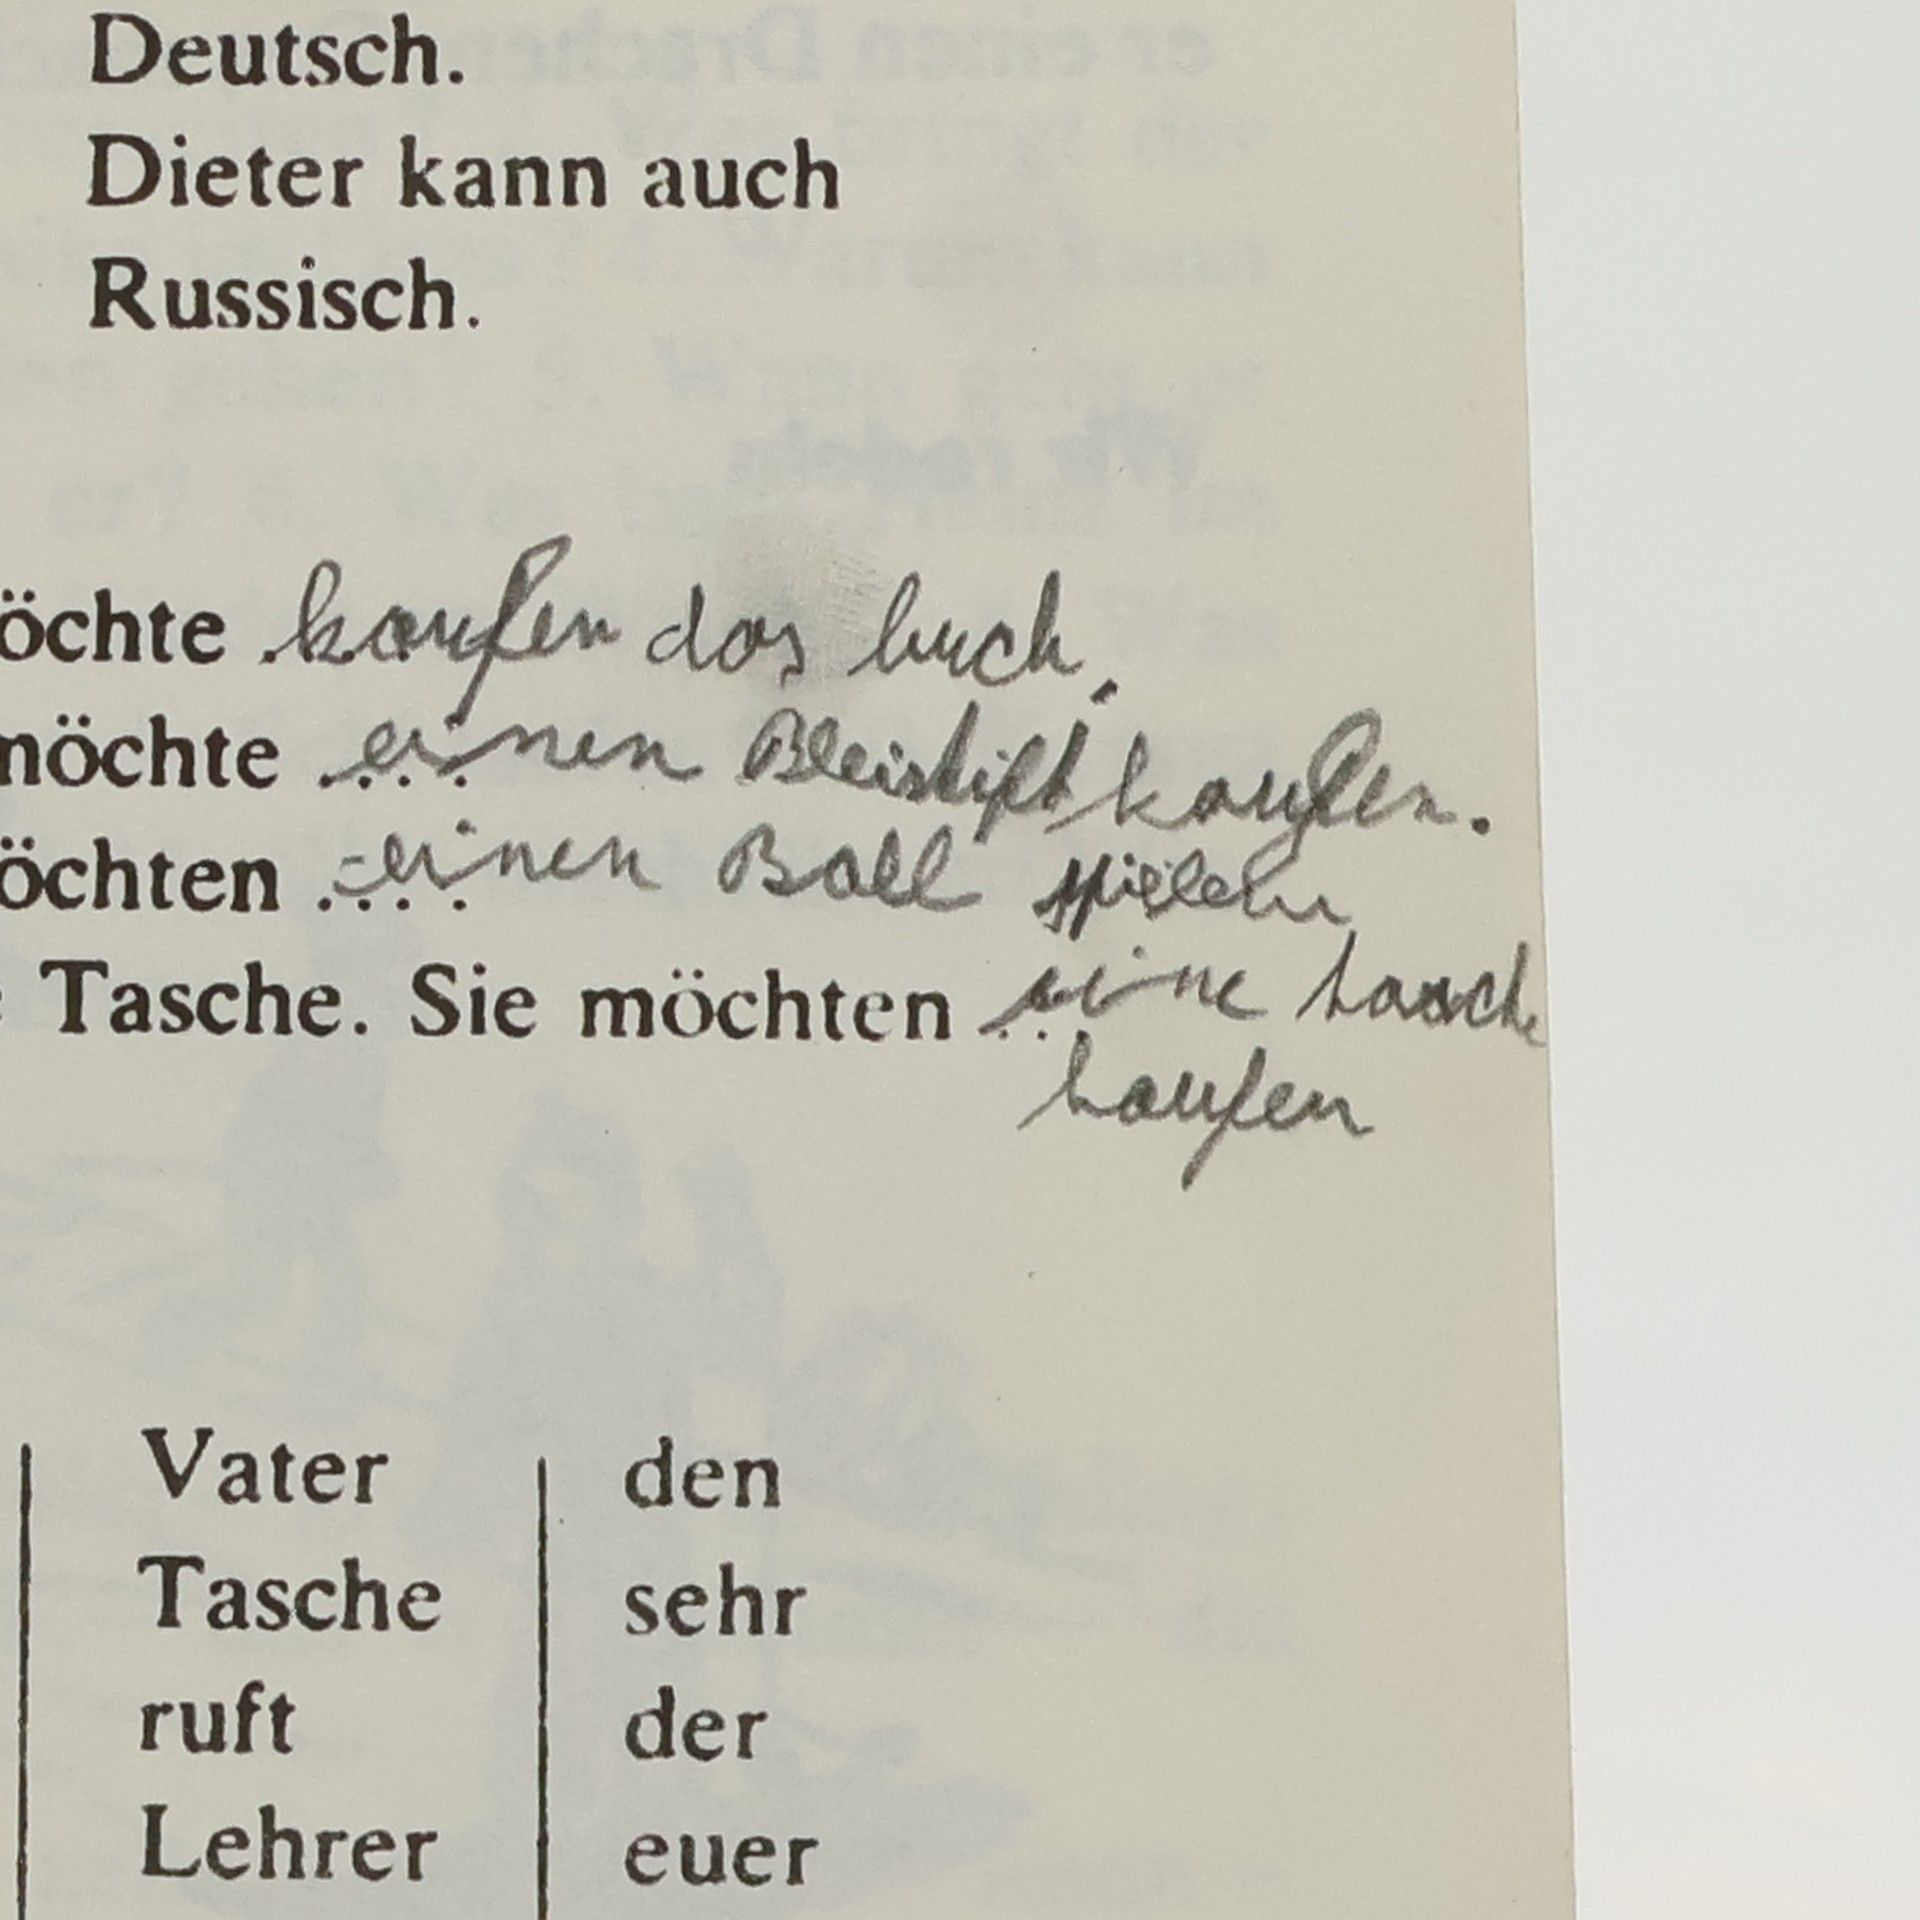 Deutsch.
Dieter kann auch
Russisch.
öchte kaufen das buch.
möchte einen Bleistift kaufen.
öchten einen Ball spielen
Tasche. Sie möchten eine tasche
kaufen
Vater den
Tasche sehr
ruft der
Lehrer euer